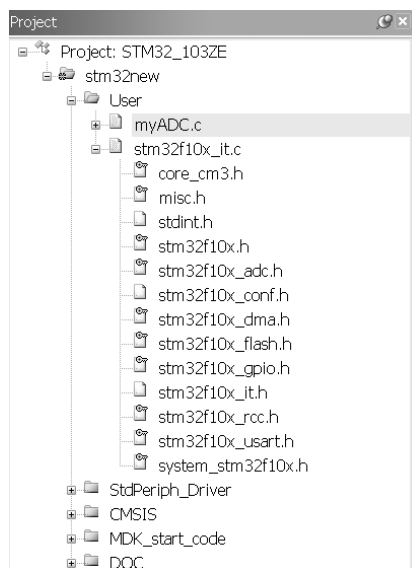 Project
Project: STM32_103ZE
stm32new
User
myADC.c
stm32f10x_it.c
core_cm3.h
misc.h
stdint.h
stm32f10x.h
stm32f10x_adc.h
stm32f10x_conf.h
stm32f10x_dma.h
stm32f10x_flash.h
stm32f10x_gpio.h
stm32f10x_it.h
stm32f10x_rcc.h
stm32f10x_usart.h
system_stm32f10x.h
StdPeriph_Driver
CMSIS
MDK_start_code
DOC